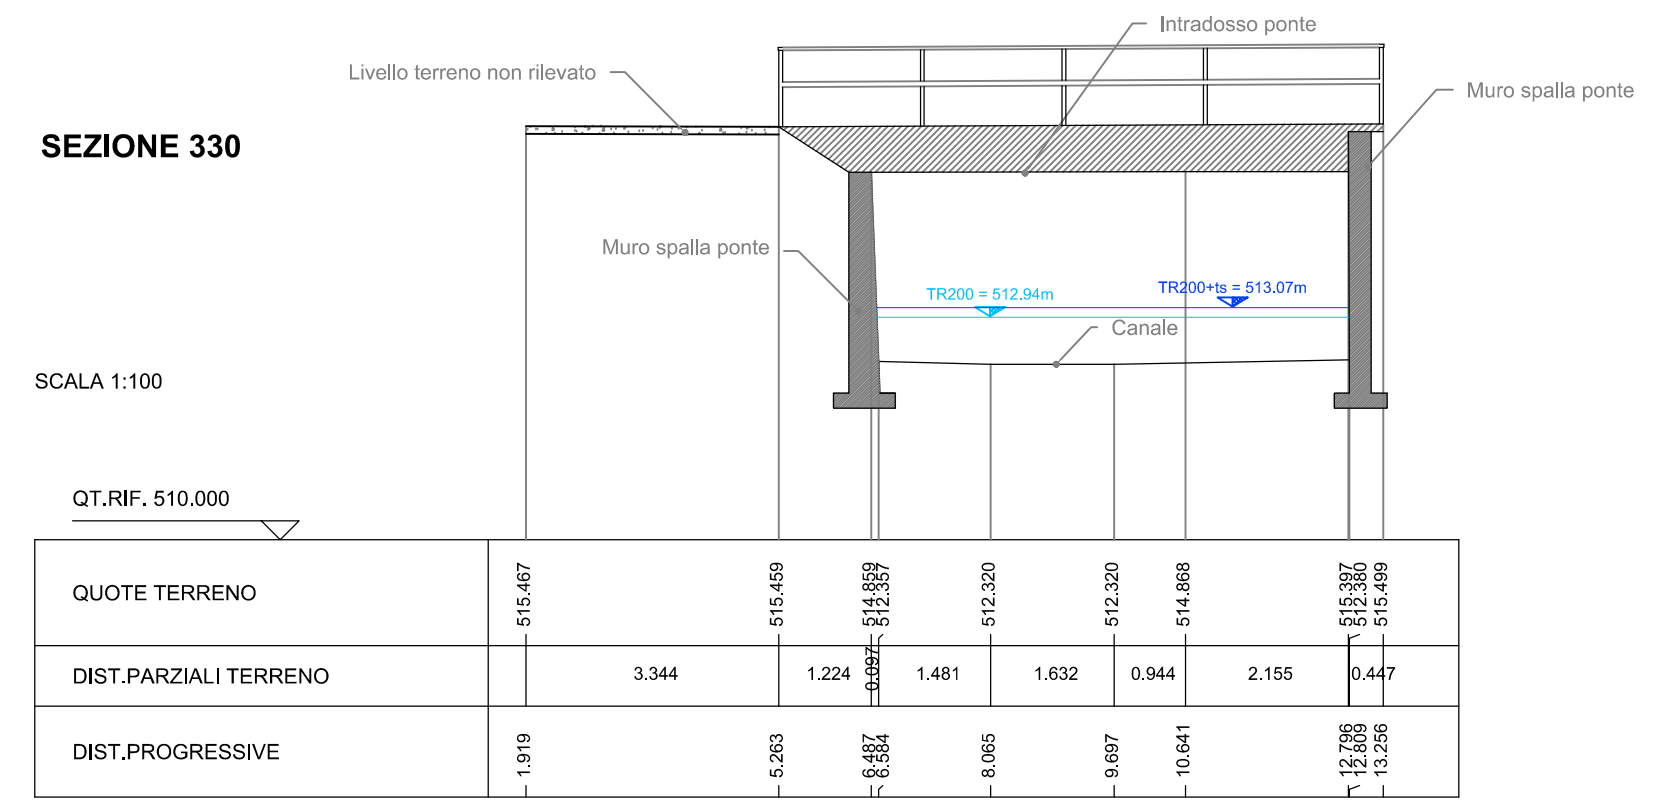 Intradosso ponte
Livello terreno non rilevato
Muro spalla ponte
SEZIONE 330
Muro spalla ponte
TR200 = 512.94m
TR200+ts = 513.07m
Canale
SCALA 1:100
QT.RIF. 510.000
QUOTE TERRENO 515.467 515.459 514.859 512.357 512.320 512.320 514.868 515.397 512.380 515.499
DIST.PARZIALI TERRENO 3.344 1.224 0.097 1.481 1.632 0.944 2.155 0.447
DIST.PROGRESSIVE 1.919 5.263 6.487 6.584 8.065 9.697 10.641 12.796 12.809 13.256